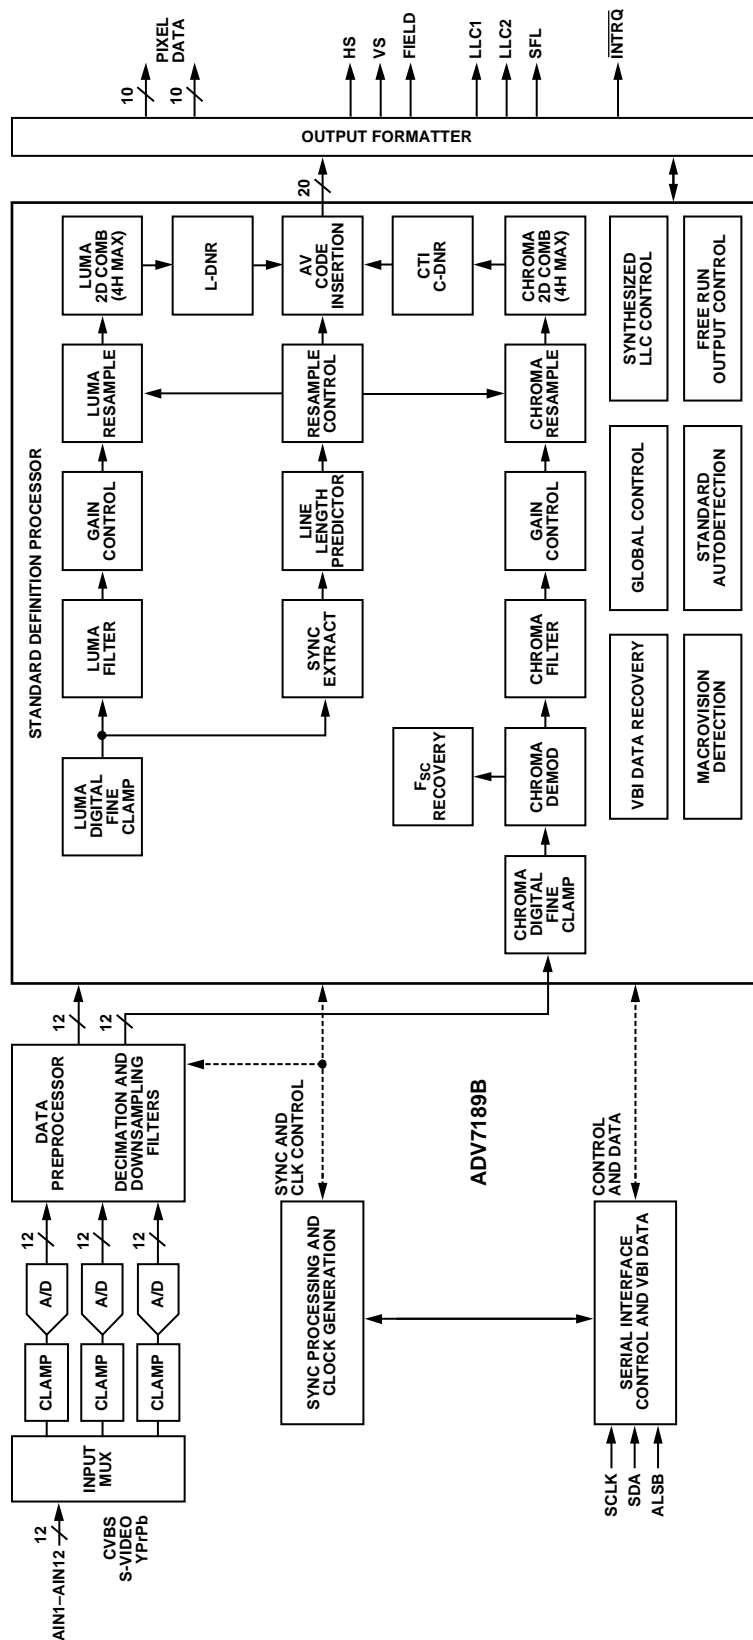 AIN1–AIN12
12
CVBS
S-VIDEO
YPrPb
INPUT
MUX
CLAMP
A/D
12
CLAMP
A/D
12
CLAMP
A/D
12
DATA
PREPROCESSOR
DECIMATION AND
DOWNSAMPLING
FILTERS
12
12
SYNC PROCESSING AND
CLOCK GENERATION
SYNC AND
CLK CONTROL
ADV7189B
SCLK
SDA
ALSB
SERIAL INTERFACE
CONTROL AND VBI DATA
CONTROL
AND DATA
STANDARD DEFINITION PROCESSOR
LUMA
DIGITAL
FINE
CLAMP
LUMA
FILTER
GAIN
CONTROL
LUMA
RESAMPLE
LUMA
2D COMB
(4H MAX)
L-DNR
SYNC
EXTRACT
LINE
LENGTH
PREDICTOR
RESAMPLE
CONTROL
AV
CODE
INSERTION
20
FSC
RECOVERY
CTI
C-DNR
CHROMA
DIGITAL
FINE
CLAMP
CHROMA
DEMOD
CHROMA
FILTER
GAIN
CONTROL
CHROMA
RESAMPLE
CHROMA
2D COMB
(4H MAX)
VBI DATA RECOVERY
GLOBAL CONTROL
SYNTHESIZED
LLC CONTROL
MACROVISION
DETECTION
STANDARD
AUTODETECTION
FREE RUN
OUTPUT CONTROL
OUTPUT FORMATTER
10
10
PIXEL
DATA
HS
VS
FIELD
LLC1
LLC2
SFL
INTRQ